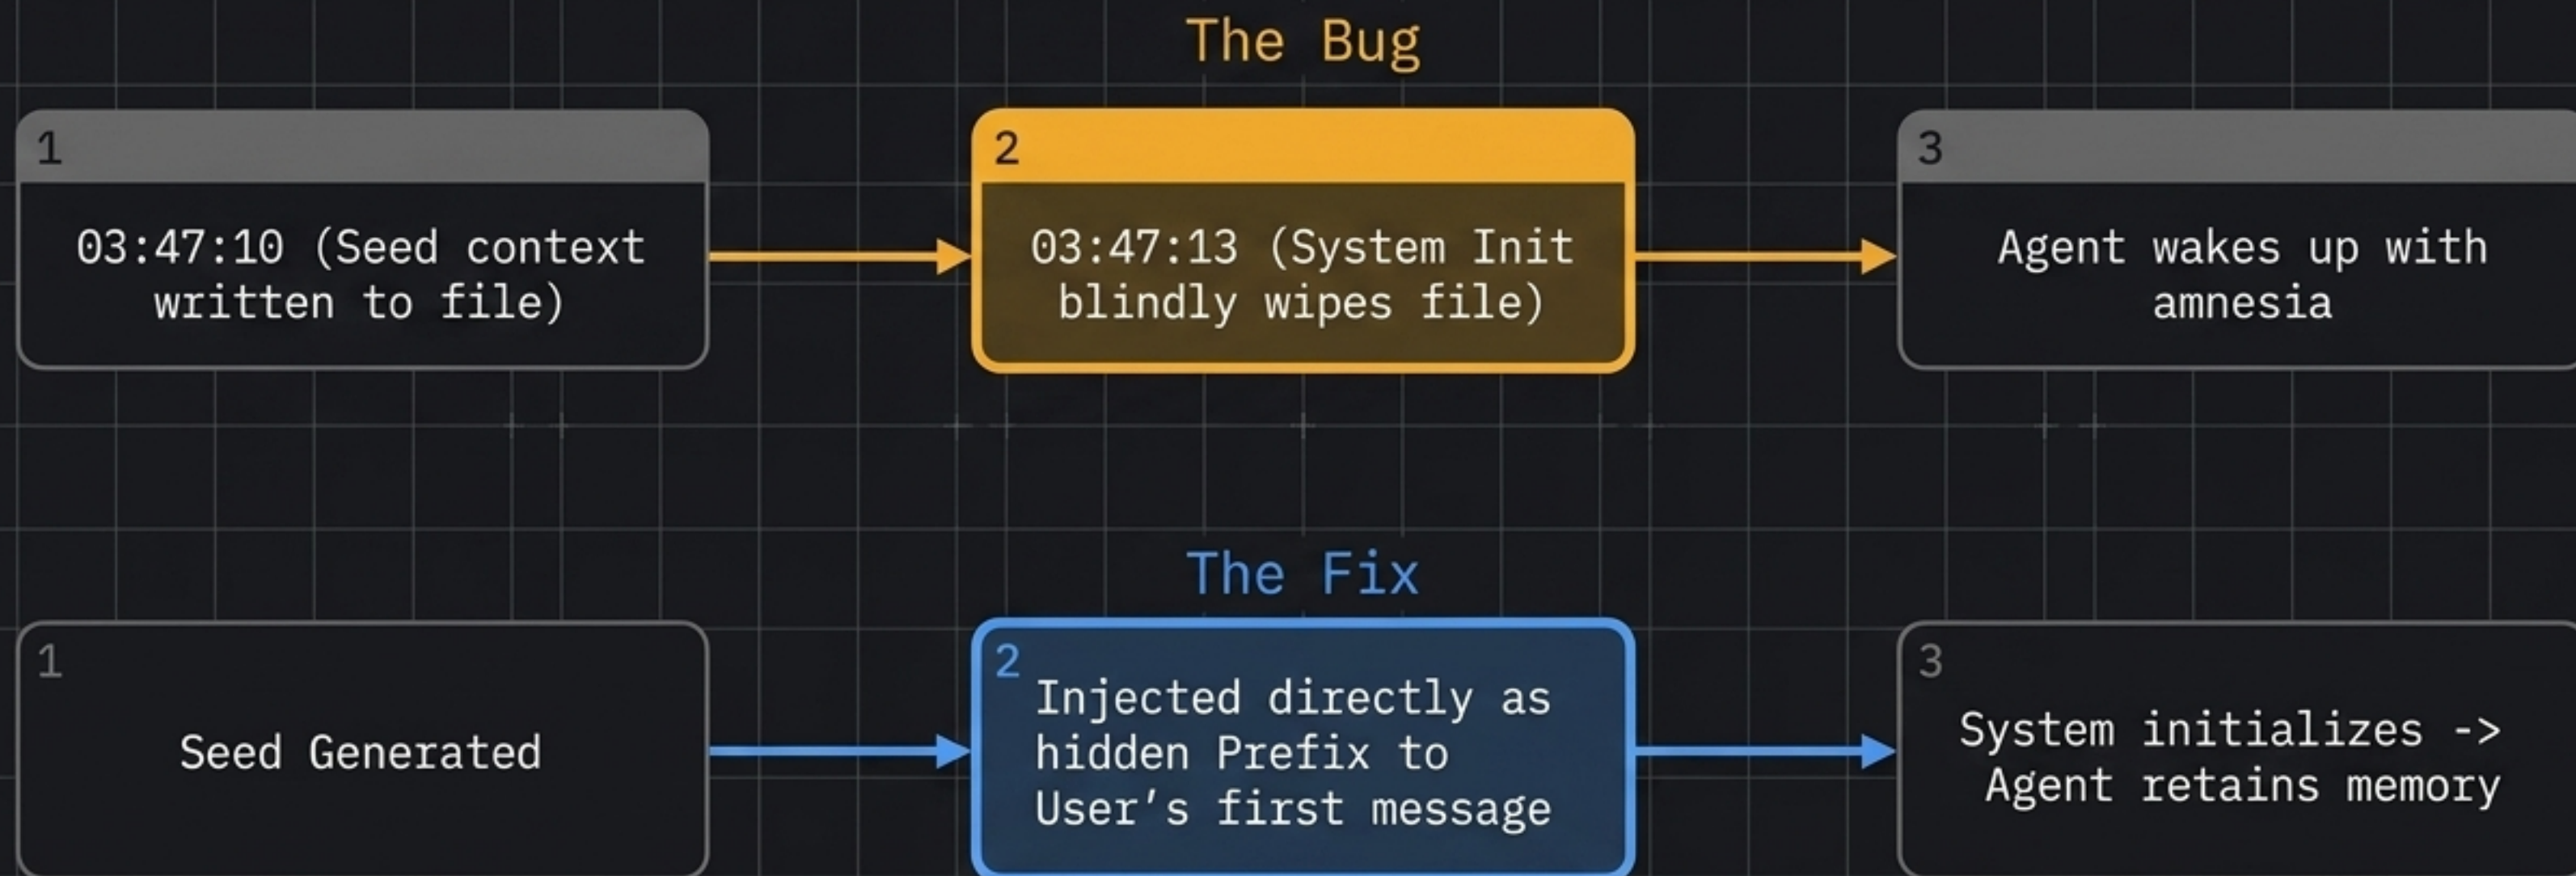 The Bug
1
03:47:10 (Seed context
written to file)
2
03:47:13 (System Init
blindly wipes file)
3
Agent wakes up with
amnesia
The Fix
1
Seed Generated
2
Injected directly as
hidden Prefix to
User’s first message
3
System initializes ->
Agent retains memory